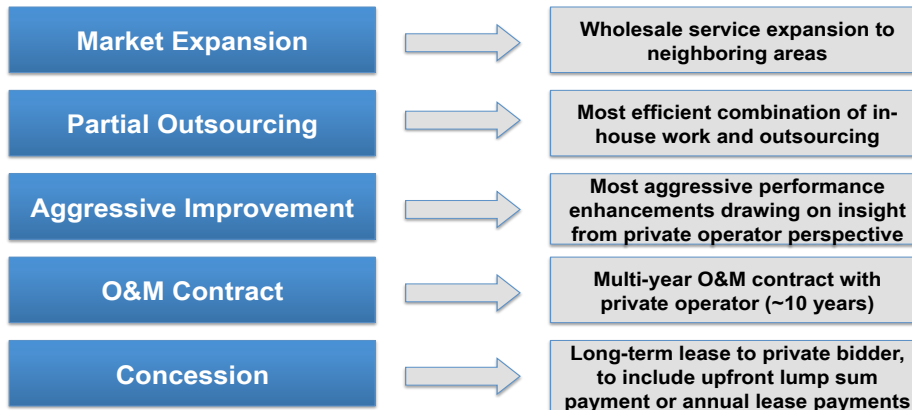 Market Expansion
Wholesale service expansion to
neighboring areas
Partial Outsourcing
Most efficient combination of in-
house work and outsourcing
Aggressive Improvement
Most aggressive performance
enhancements drawing on insight
from private operator perspective
O&M Contract
Multi-year O&M contract with
private operator (~10 years)
Concession
Long-term lease to private bidder,
to include upfront lump sum
payment or annual lease payments